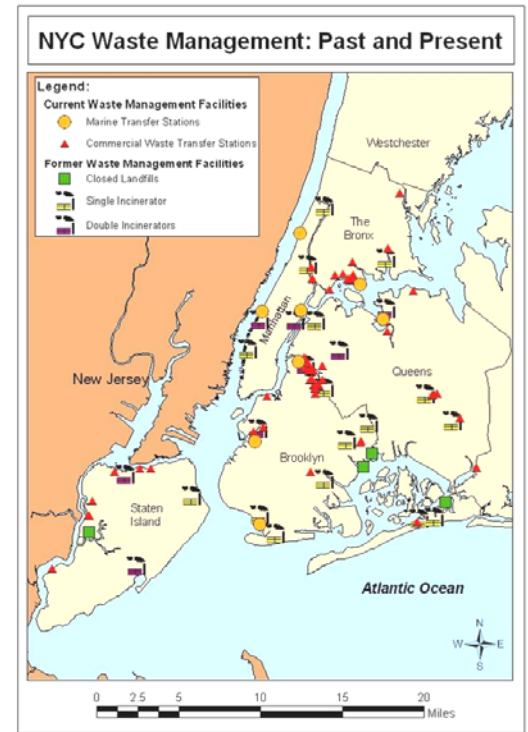 NYC Waste Management: Past and Present
Legend:
Current Waste Management Facilities
Marine Transfer Stations
Commercial Waste Transfer Stations
Former Waste Management Facilities
Closed Landfills
Single Incinerator
Double Incinerators
Westchester
The
Bronx
Manhattan
New Jersey
Queens
Brooklyn
Staten
Island
Atlantic Ocean
N
W E
S
0 2.5 5 10 15 20
Miles